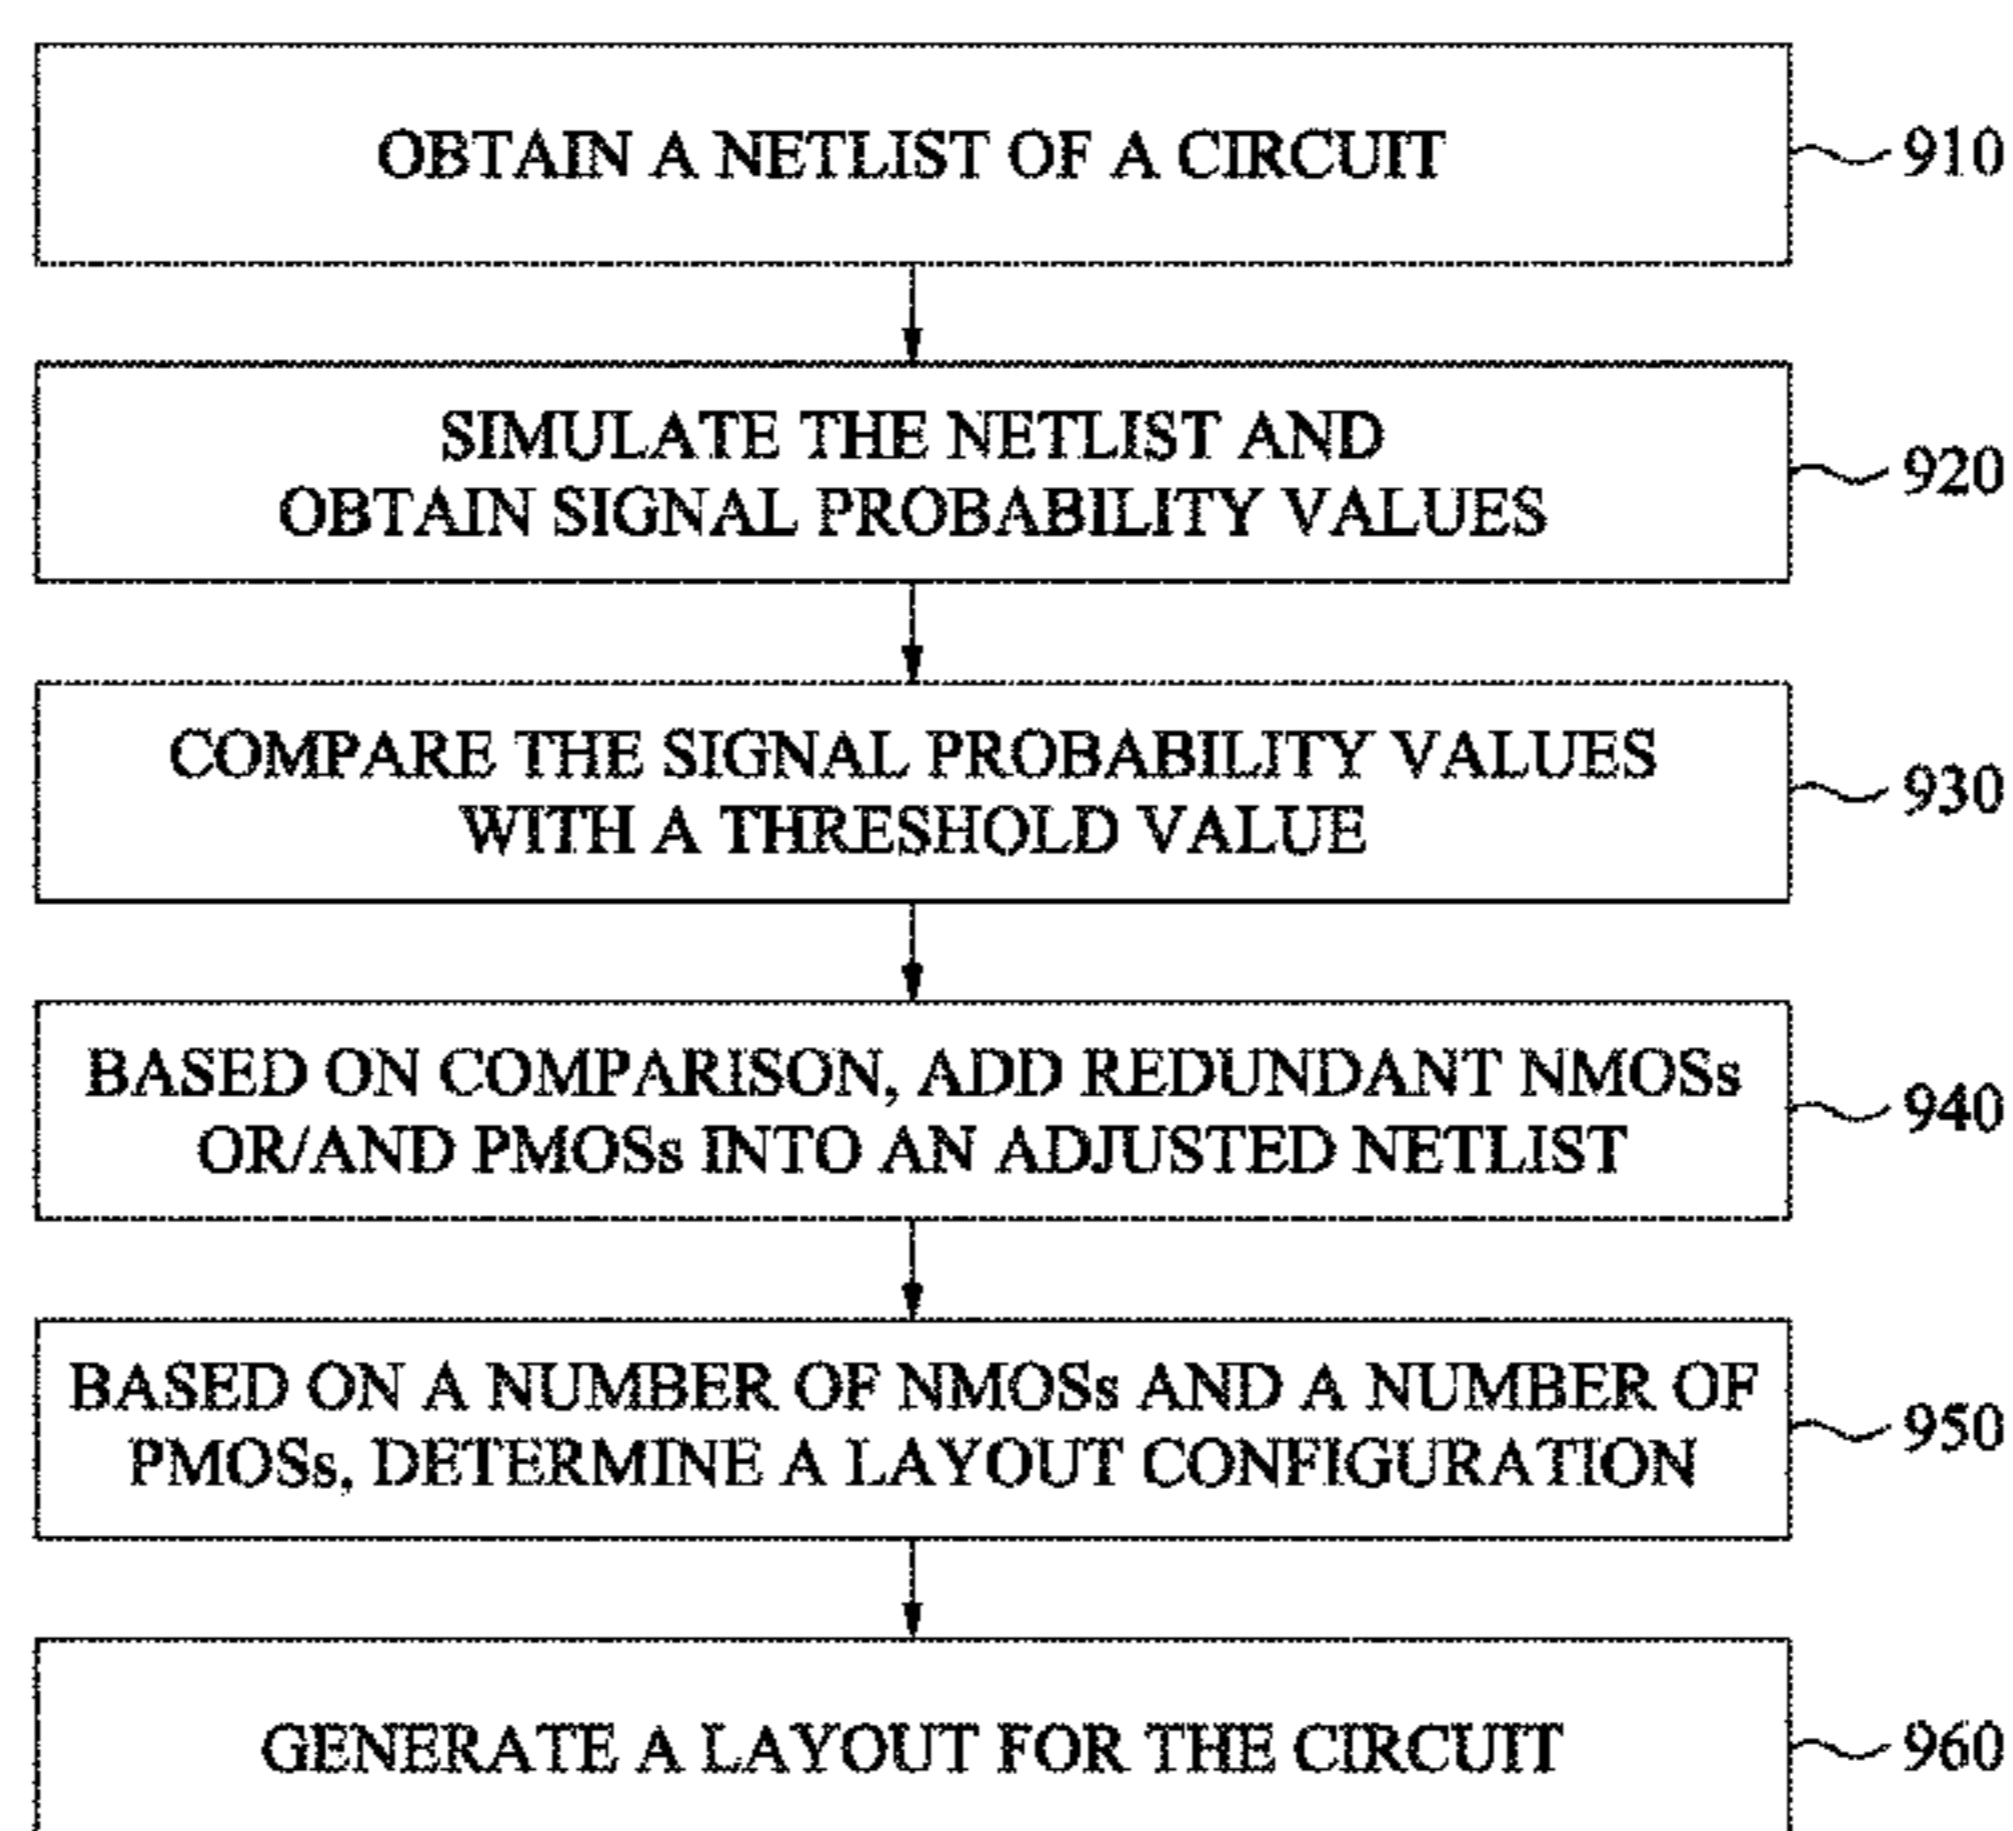 OBTAIN A NETLIST OF A CIRCUIT
910
SIMULATE THE NETLIST AND
OBTAIN SIGNAL PROBABILITY VALUES
920
COMPARE THE SIGNAL PROBABILITY VALUES
WITH A THRESHOLD VALUE
930
BASED ON COMPARISON, ADD REDUNDANT NMOSs
OR/AND PMOSs INTO AN ADJUSTED NETLIST
940
BASED ON A NUMBER OF NMOSs AND A NUMBER OF
PMOSs, DETERMINE A LAYOUT CONFIGURATION
950
GENERATE A LAYOUT FOR THE CIRCUIT
960